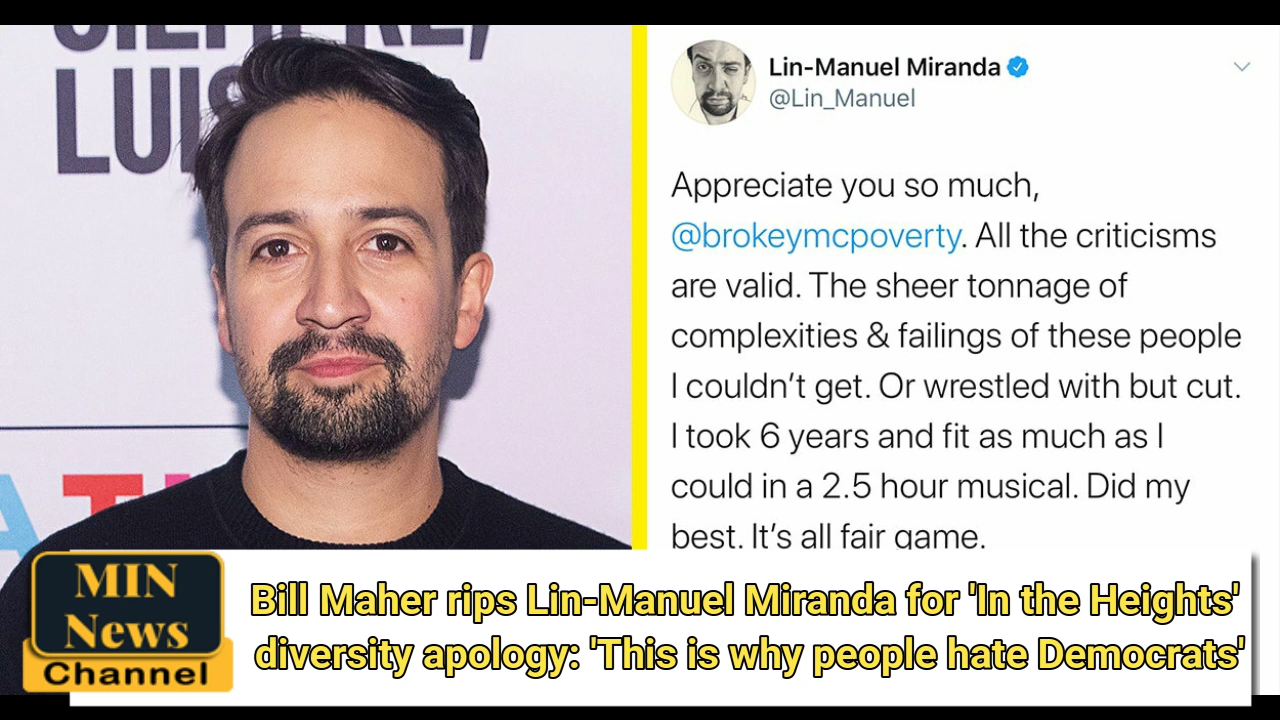 LUIS
Lin-Manuel Miranda
@Lin_Manuel
Appreciate you so much,
@brokeymcpoverty. All the criticisms
are valid. The sheer tonnage of
complexities & failings of these people
I couldn't get. Or wrestled with but cut.
I took 6 years and fit as much as I
could in a 2.5 hour musical. Did my
best. It's all fair game.
MIN
News
Channel
Bill Maher rips Lin-Manuel Miranda for 'In the Heights'
diversity apology: 'This is why people hate Democrats'